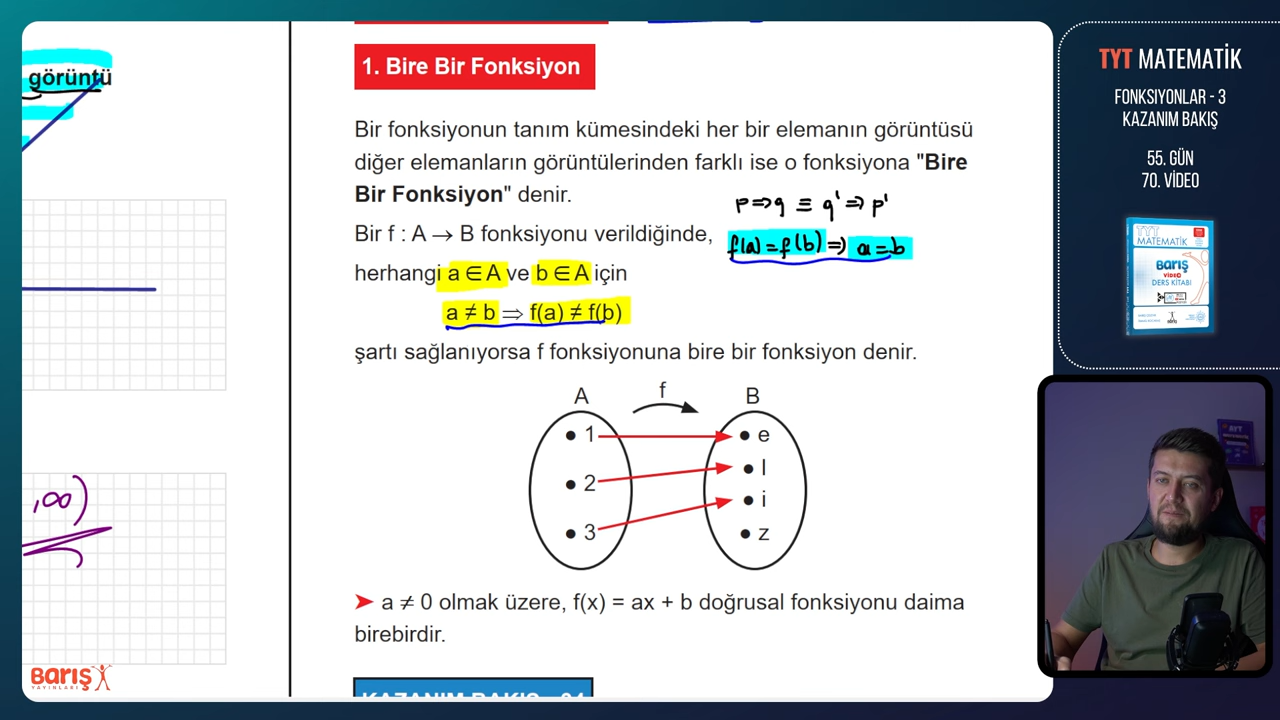 görüntü
,∞)
BARIŞ
YAYINLARI
1. Bire Bir Fonksiyon
Bir fonksiyonun tanım kümesindeki her bir elemanın görüntüsü
diğer elemanların görüntülerinden farklı ise o fonksiyona "Bire
Bir Fonksiyon" denir.
p⇒q ≡ q'⇒p'
Bir f : A → B fonksiyonu verildiğinde,
f(a)=f(b) ⇒ a=b
herhangi a ∈ A ve b ∈ A için
a ≠ b ⇒ f(a) ≠ f(b)
şartı sağlanıyorsa f fonksiyonuna bire bir fonksiyon denir.
A f B
1 e
2 l
3 i
z
➤ a ≠ 0 olmak üzere, f(x) = ax + b doğrusal fonksiyonu daima
birebirdir.
TYT MATEMATİK
FONKSIYONLAR - 3
KAZANIM BAKIŞ
55. GÜN
70. VİDEO
TYT
MATEMATİK
BARIŞ
VİDEO
DERS KİTABI